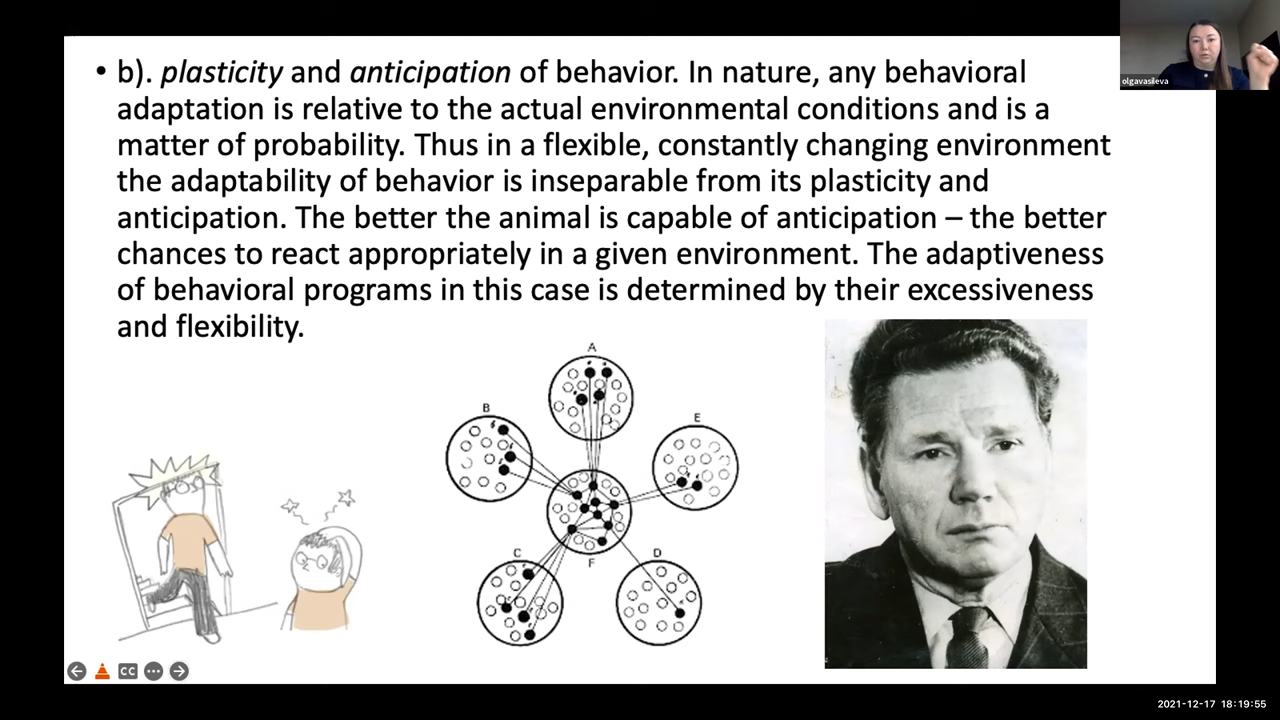 • b). plasticity and anticipation of behavior. In nature, any behavioral
adaptation is relative to the actual environmental conditions and is a
matter of probability. Thus in a flexible, constantly changing environment
the adaptability of behavior is inseparable from its plasticity and
anticipation. The better the animal is capable of anticipation – the better
chances to react appropriately in a given environment. The adaptiveness
of behavioral programs in this case is determined by their excessiveness
and flexibility.
olgavasileva
A
B
E
F
C
D
CC
2021-12-17 18:19:55